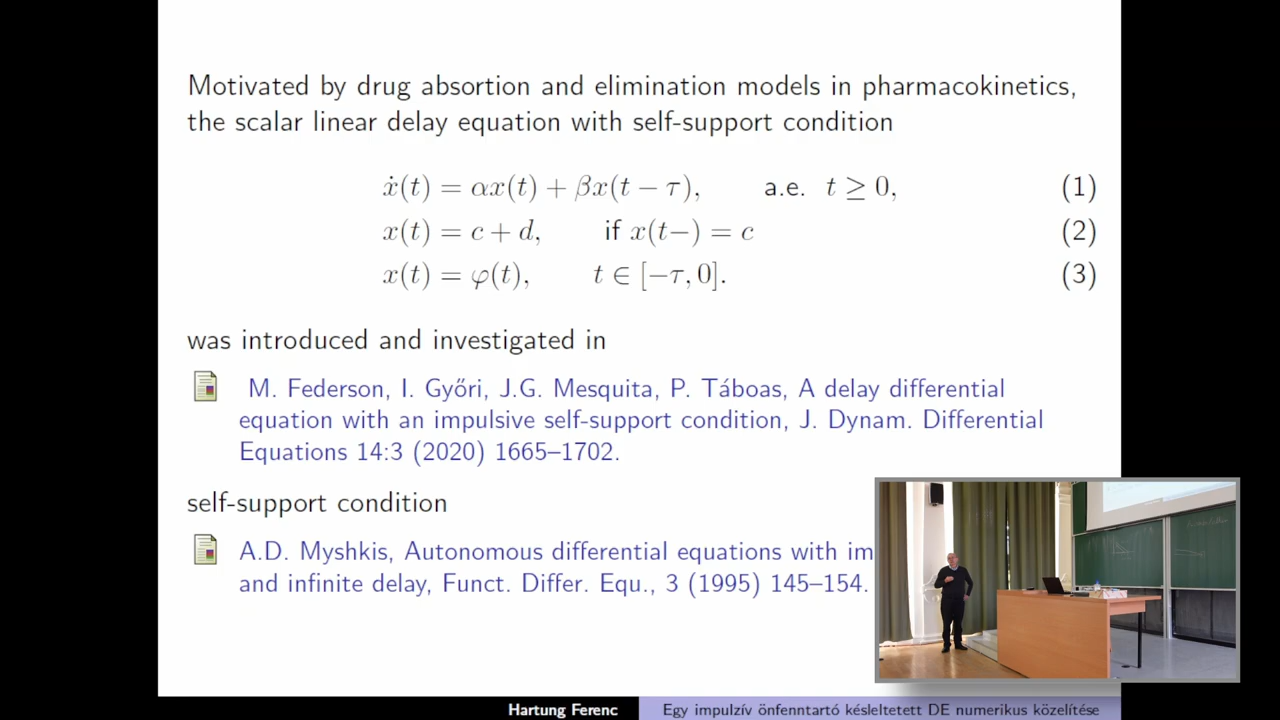 Motivated by drug absortion and elimination models in pharmacokinetics,
the scalar linear delay equation with self-support condition
ẋ(t) = αx(t) + βx(t − τ), a.e. t ≥ 0, (1)
x(t) = c + d, if x(t−) = c (2)
x(t) = φ(t), t ∈ [−τ, 0]. (3)
was introduced and investigated in
M. Federson, I. Győri, J.G. Mesquita, P. Táboas, A delay differential
equation with an impulsive self-support condition, J. Dynam. Differential
Equations 14:3 (2020) 1665–1702.
self-support condition
A.D. Myshkis, Autonomous differential equations with im
and infinite delay, Funct. Differ. Equ., 3 (1995) 145–154.
Hartung Ferenc Egy impulzív önfenntartó késleltetett DE numerikus közelítése